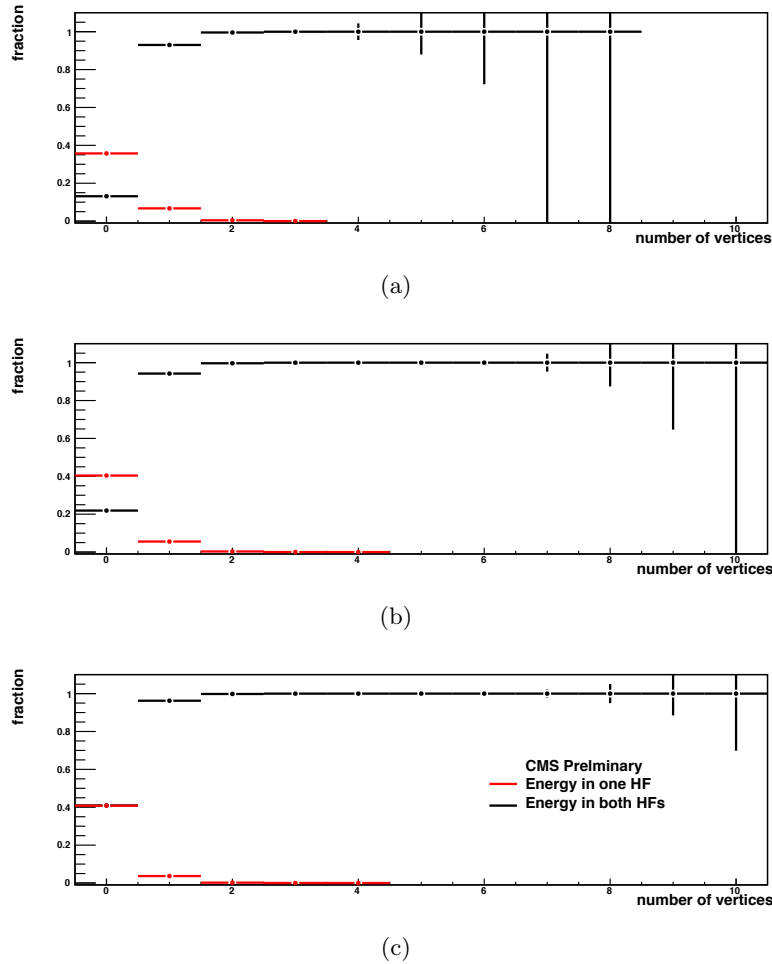 fraction
1
0.8
0.6
0.4
0.2
0
0 2 4 6 8 10
number of vertices
(a)
fraction
1
0.8
0.6
0.4
0.2
0
0 2 4 6 8 10
number of vertices
(b)
fraction
1
0.8
0.6
0.4
0.2
0
CMS Prelminary
Energy in one HF
Energy in both HFs
0 2 4 6 8 10
number of vertices
(c)